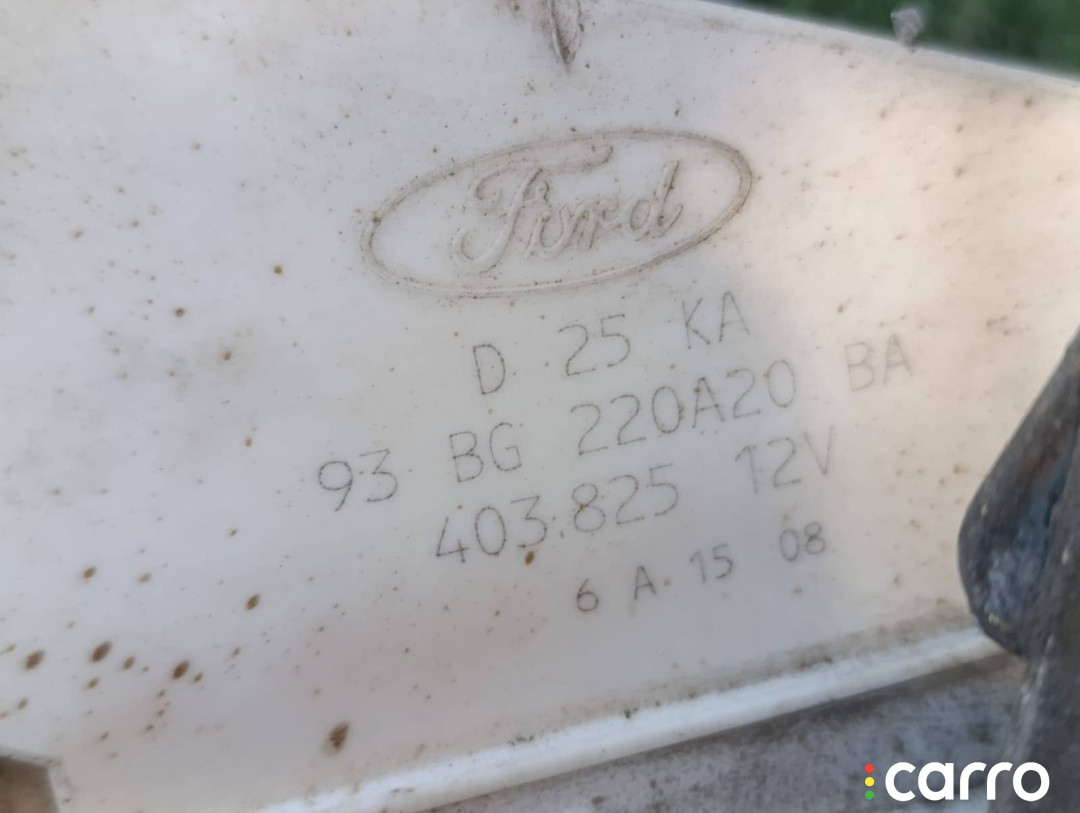 Ford
D 25 KA
93 BG 220A20 BA
403.825 12V
6 A 15 08
carro